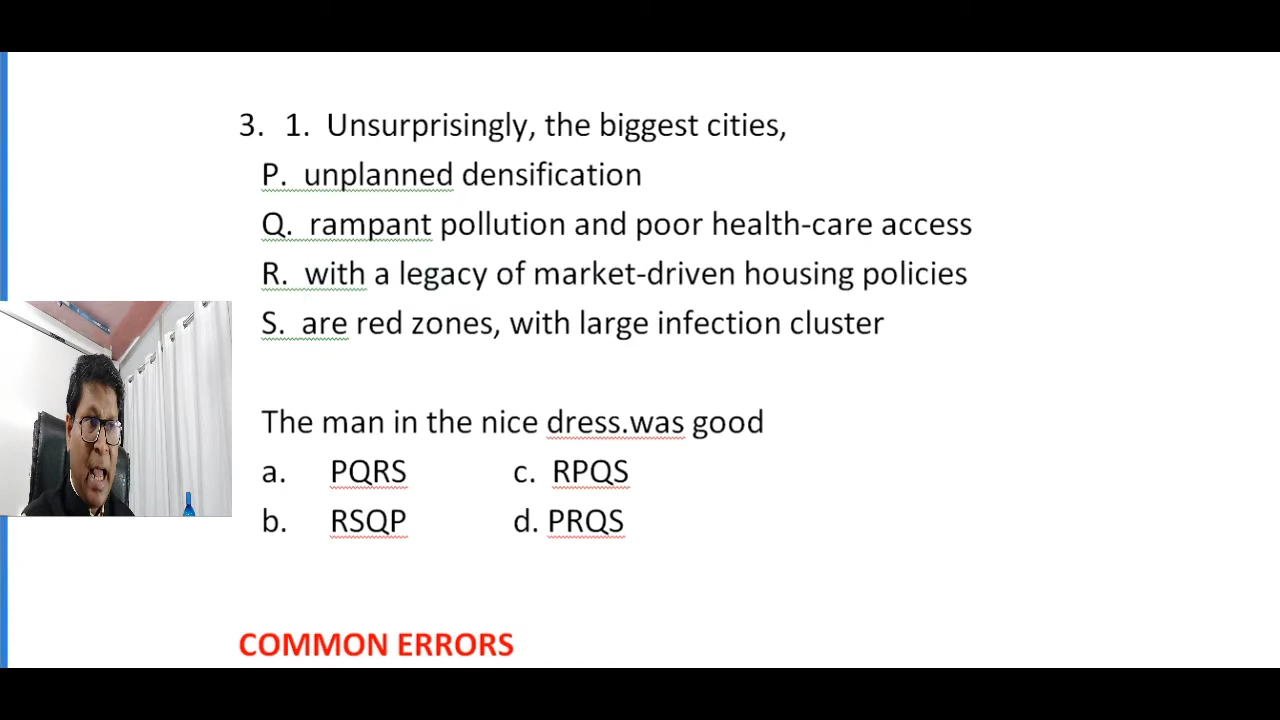 3. 1. Unsurprisingly, the biggest cities,
P. unplanned densification
Q. rampant pollution and poor health-care access
R. with a legacy of market-driven housing policies
S. are red zones, with large infection cluster
The man in the nice dress.was good
a. PQRS c. RPQS
b. RSQP d. PRQS
COMMON ERRORS